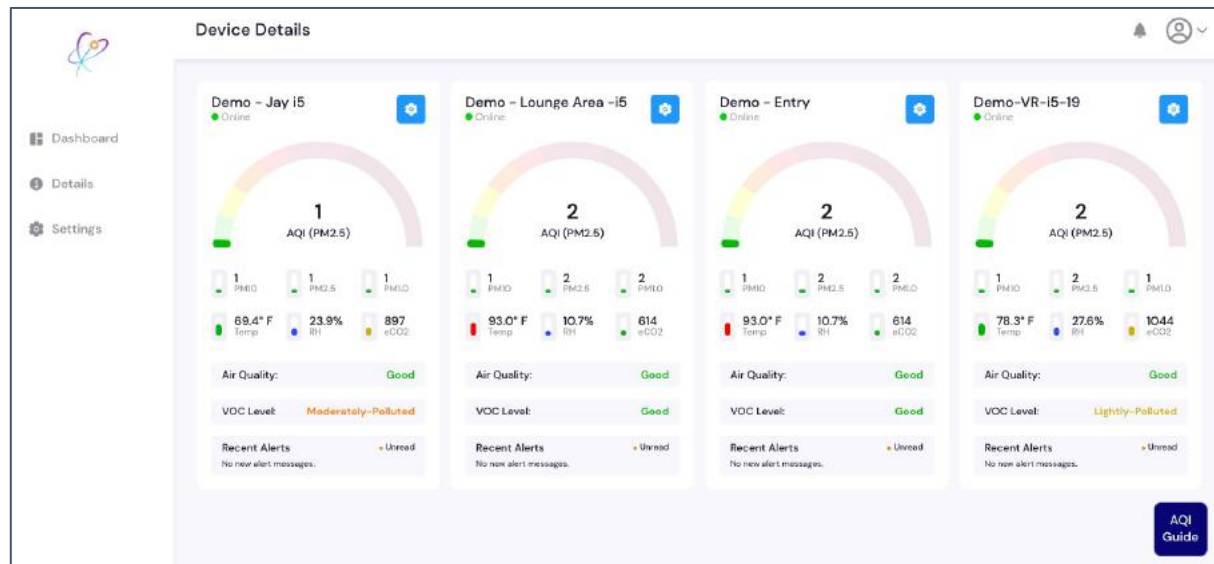 Device Details
Dashboard
Details
Settings
Demo - Jay i5
Online
1
AQI (PM2.5)
1 PM10
1 PM2.5
1 PM1.0
69.4° F Temp
23.9% RH
897 eCO2
Air Quality: Good
VOC Level: Moderately-Polluted
Recent Alerts Unread
No new alert messages.
Demo - Lounge Area -i5
Online
2
AQI (PM2.5)
1 PM10
2 PM2.5
2 PM1.0
93.0° F Temp
10.7% RH
614 eCO2
Air Quality: Good
VOC Level: Good
Recent Alerts Unread
No new alert messages.
Demo - Entry
Online
2
AQI (PM2.5)
1 PM10
2 PM2.5
2 PM1.0
93.0° F Temp
10.7% RH
614 eCO2
Air Quality: Good
VOC Level: Good
Recent Alerts Unread
No new alert messages.
Demo-VR-i5-19
Online
2
AQI (PM2.5)
1 PM10
2 PM2.5
1 PM1.0
78.3° F Temp
27.6% RH
1044 eCO2
Air Quality: Good
VOC Level: Lightly-Polluted
Recent Alerts Unread
No new alert messages.
AQI
Guide